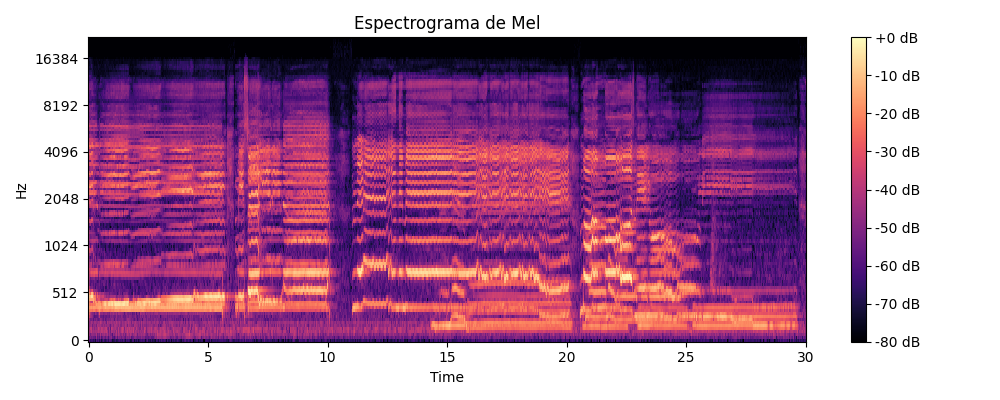 Espectrograma de Mel
Hz
16384
8192
4096
2048
1024
512
0
0 5 10 15 20 25 30
Time
+0 dB
-10 dB
-20 dB
-30 dB
-40 dB
-50 dB
-60 dB
-70 dB
-80 dB